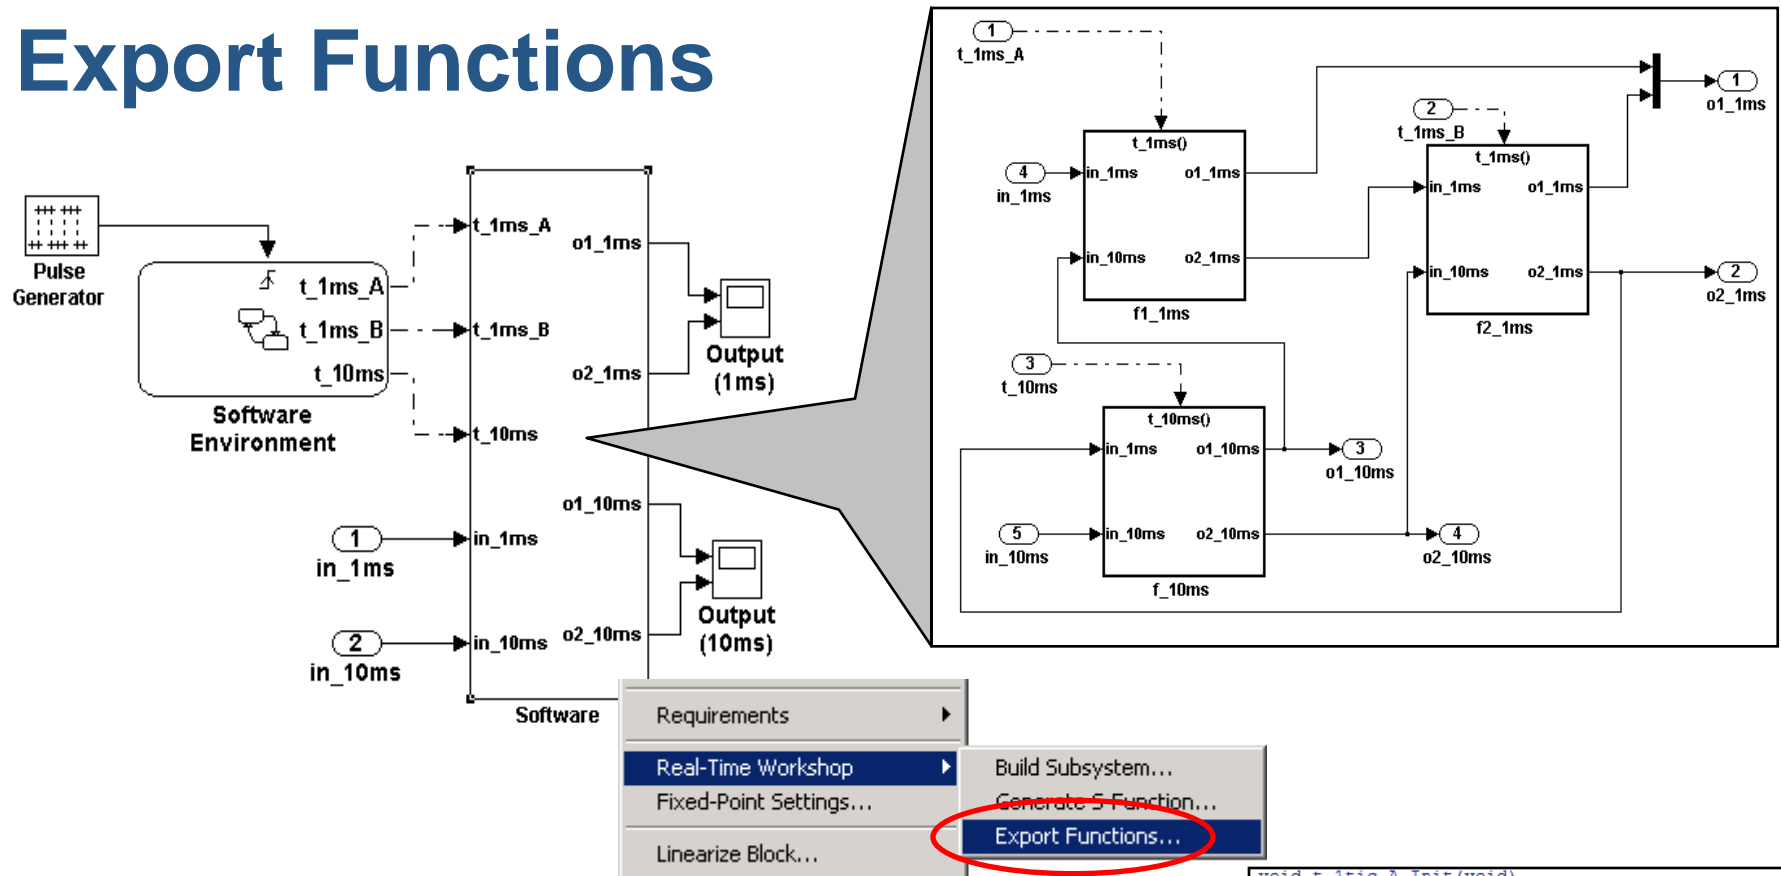 Export Functions
Pulse
Generator
t_1ms_A
t_1ms_B
t_10ms
Software
Environment
1
in_1ms
2
in_10ms
t_1ms_A
t_1ms_B
t_10ms
in_1ms
in_10ms
o1_1ms
o2_1ms
o1_10ms
o2_10ms
Software
Output
(1ms)
Output
(10ms)
1
t_1ms_A
4
in_1ms
t_1ms()
in_1ms o1_1ms
in_10ms o2_1ms
f1_1ms
2
t_1ms_B
t_1ms()
in_1ms o1_1ms
in_10ms o2_1ms
f2_1ms
1
o1_1ms
2
o2_1ms
3
t_10ms
t_10ms()
in_1ms o1_10ms
in_10ms o2_10ms
f_10ms
5
in_10ms
3
o1_10ms
4
o2_10ms
Requirements
Real-Time Workshop
Fixed-Point Settings...
Linearize Block...
Build Subsystem...
Generate S-Function...
Export Functions...